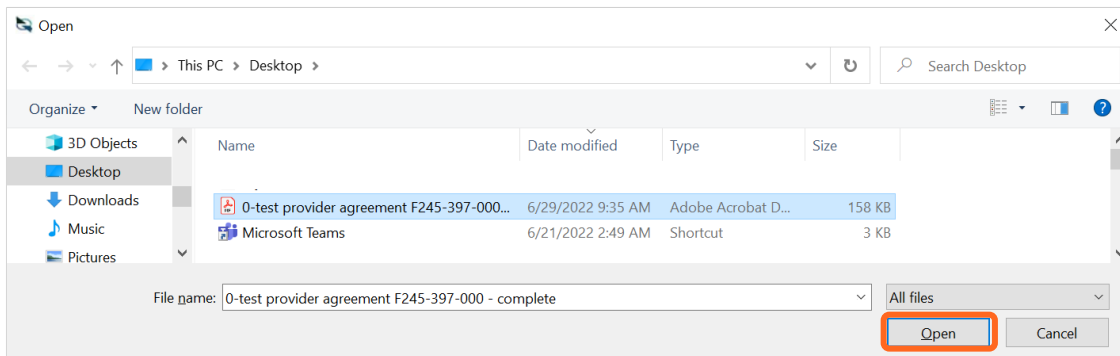 Open
This PC > Desktop >
Search Desktop
Organize
New folder
Name
Date modified
Type
Size
3D Objects
Desktop
Downloads
Music
Pictures
0-test provider agreement F245-397-000... 6/29/2022 9:35 AM Adobe Acrobat D... 158 KB
Microsoft Teams 6/21/2022 2:49 AM Shortcut 3 KB
File name: 0-test provider agreement F245-397-000 - complete
All files
Open
Cancel